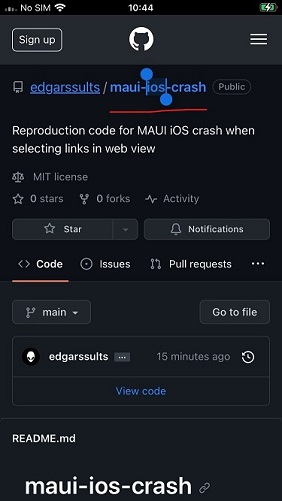 No SIM
10:44
Sign up
edgarssults / maui-ios-crash Public
Reproduction code for MAUI iOS crash when
selecting links in web view
MIT license
0 stars 0 forks Activity
Star Notifications
Code Issues Pull requests ...
main Go to file
edgarssults ... 15 minutes ago
View code
README.md
maui-ios-crash